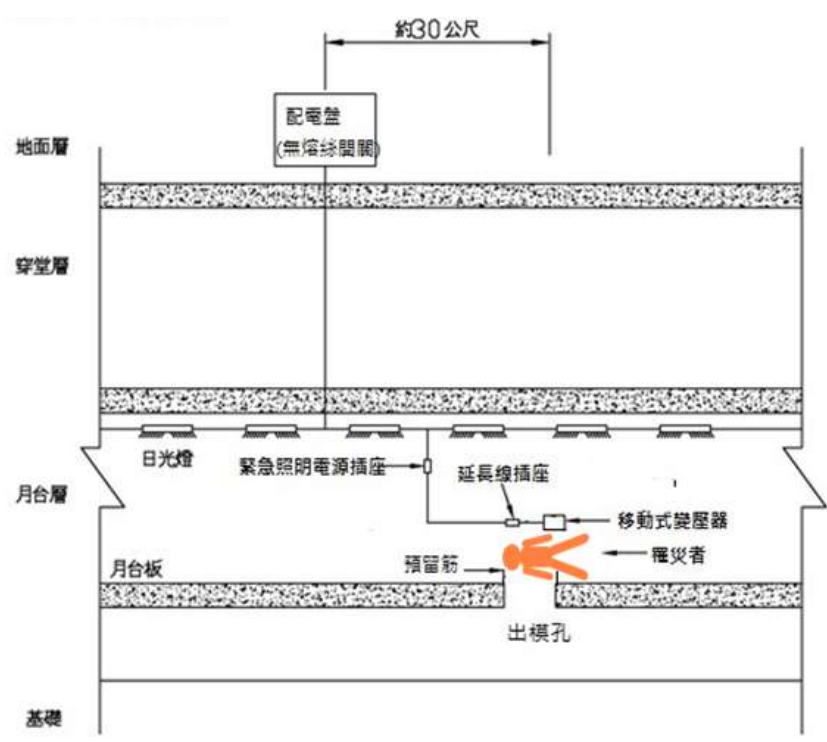 約30公尺
配電盤
(無熔絲開關)
地面層
穿堂層
日光燈
緊急照明電源插座
延長線插座
月台層
移動式變壓器
罹災者
預留筋
月台板
出模孔
基礎